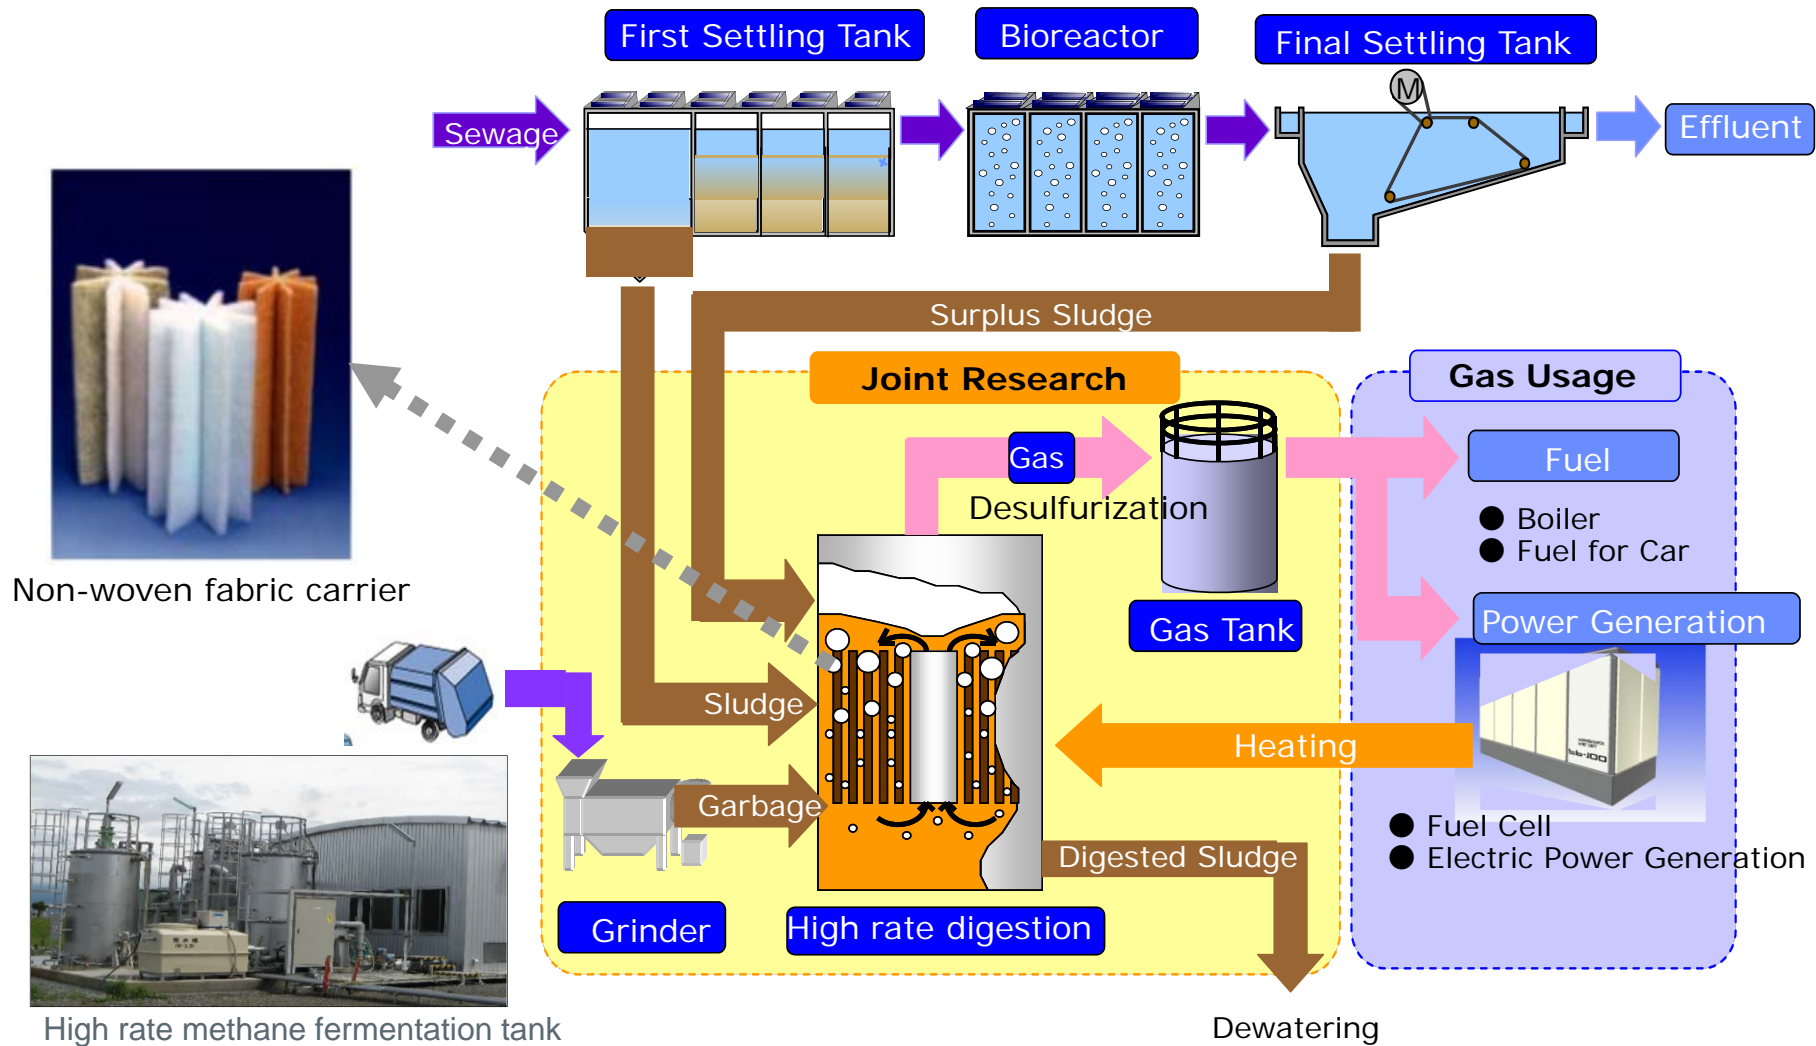 First Settling Tank
Bioreactor
Final Settling Tank
M
Sewage
Effluent
Surplus Sludge
Joint Research
Gas Usage
Gas
Desulfurization
Fuel
● Boiler
● Fuel for Car
Non-woven fabric carrier
Gas Tank
Power Generation
Sludge
Heating
Garbage
● Fuel Cell
● Electric Power Generation
Digested Sludge
Grinder
High rate digestion
High rate methane fermentation tank
Dewatering